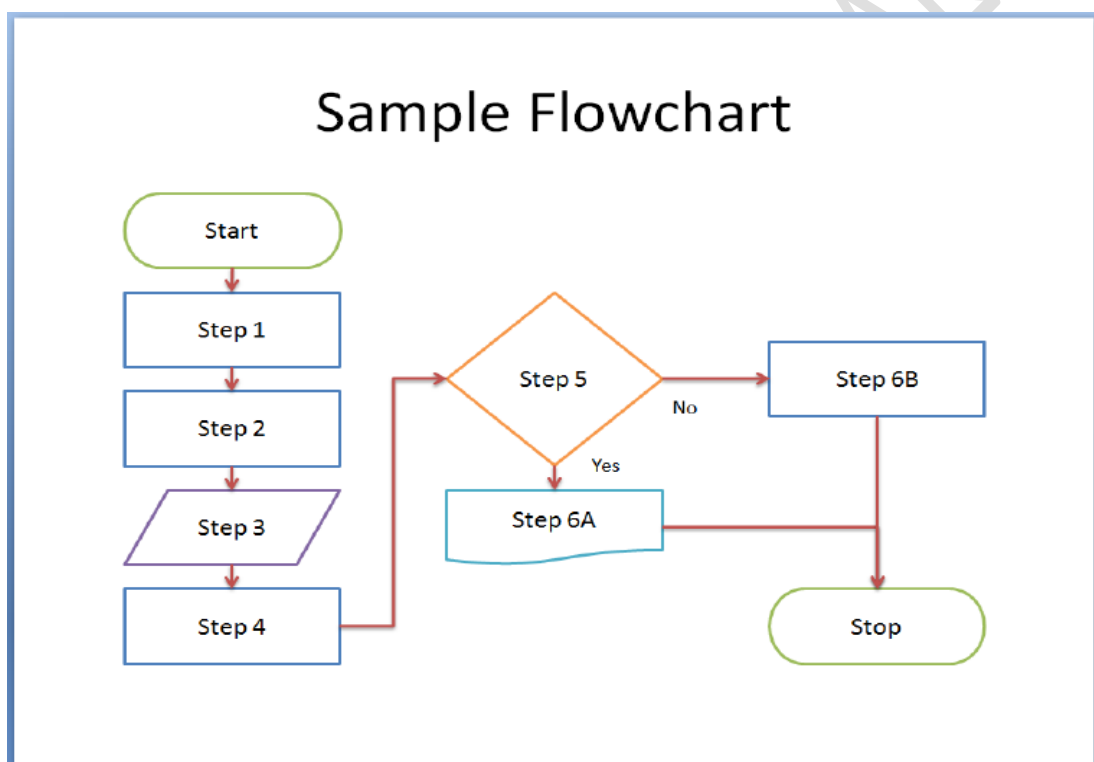 Sample Flowchart
Start
Step 1
Step 2
Step 3
Step 4
Step 5
No
Yes
Step 6A
Step 6B
Stop